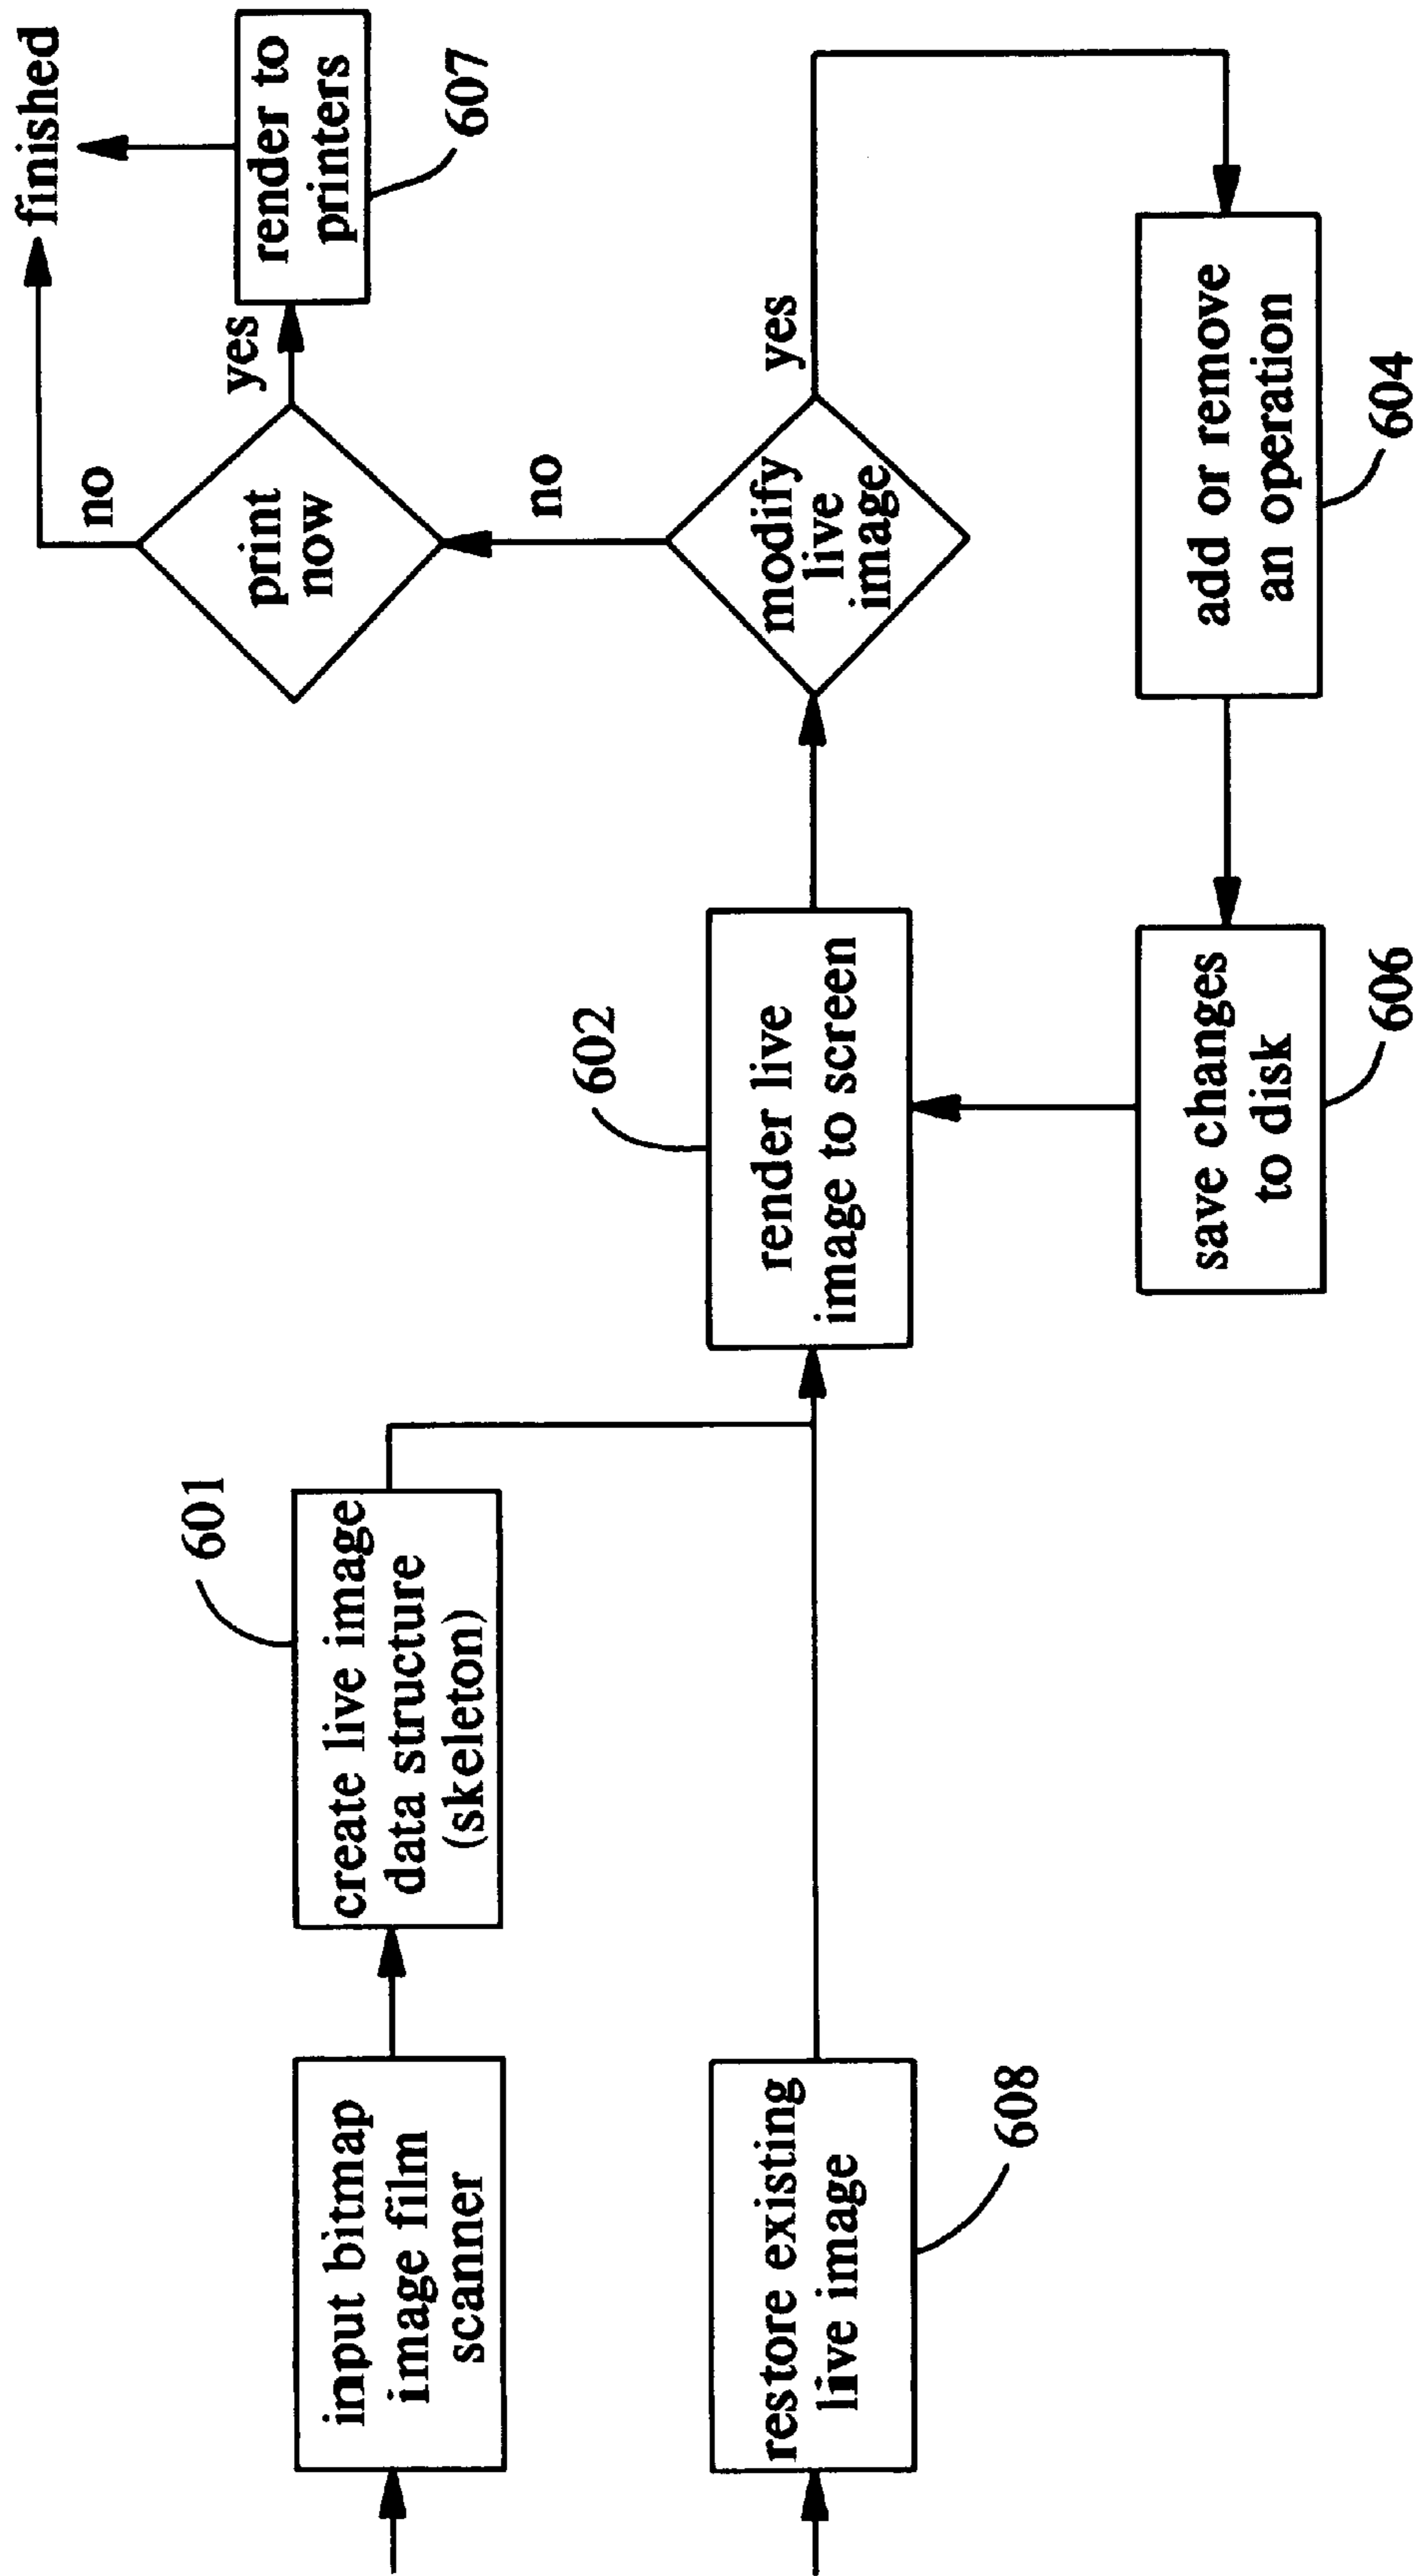 input bitmap
image film
scanner
create live image
data structure
(skeleton)
601
restore existing
live image
608
render live
image to screen
602
modify
live
image
yes
no
add or remove
an operation
604
save changes
to disk
606
print
now
yes
no
render to
printers
607
finished